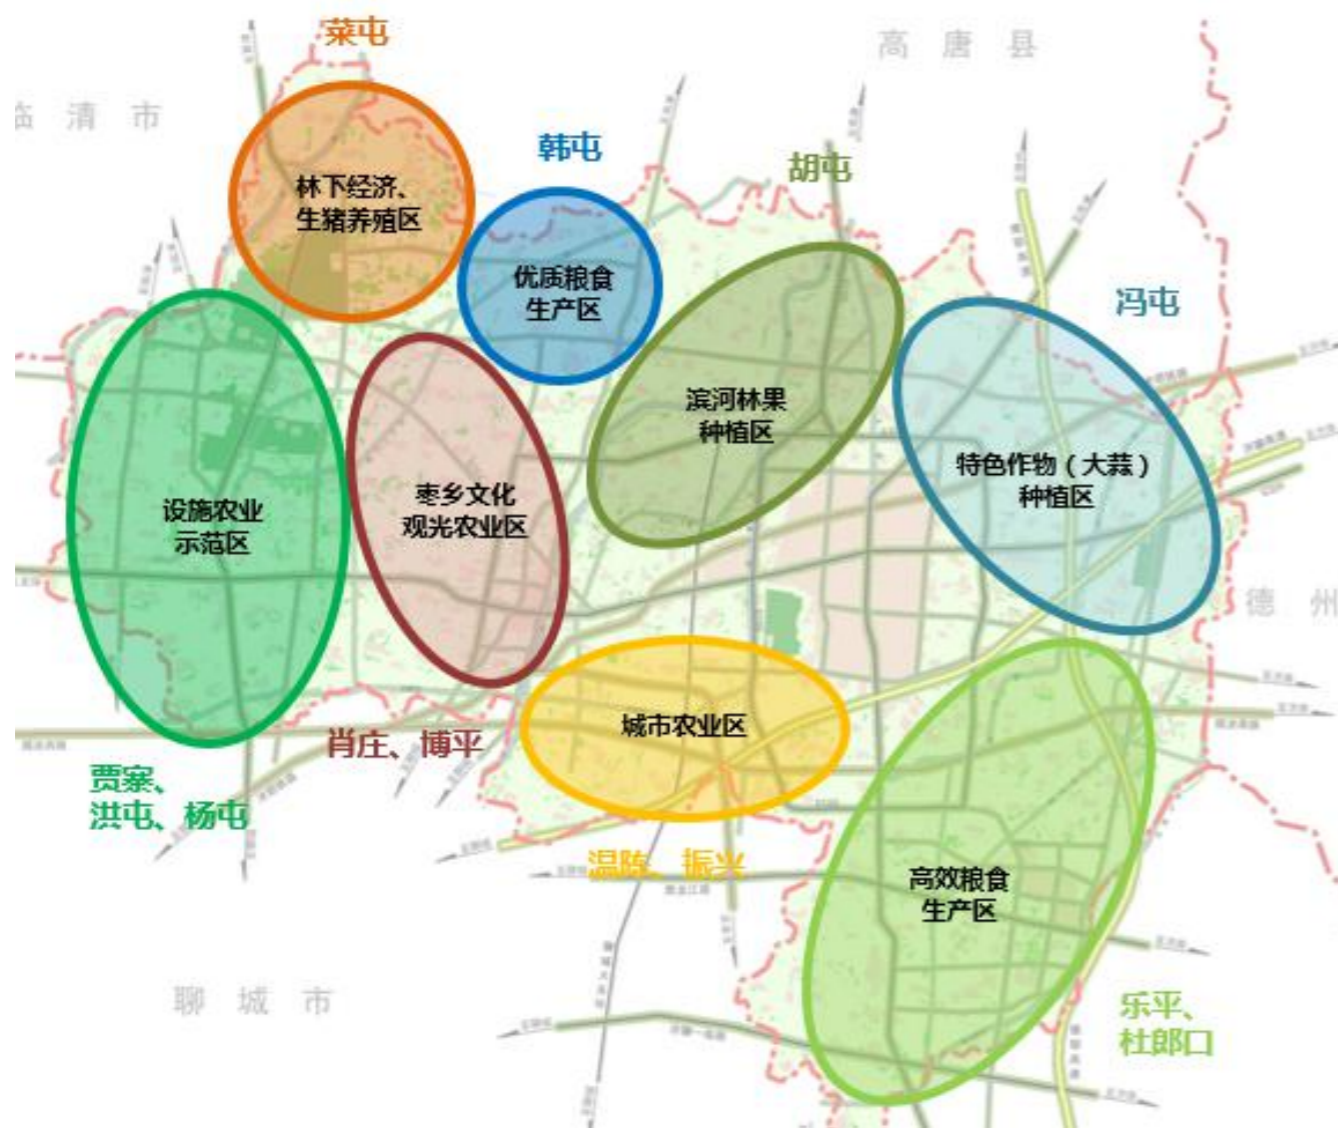 菜屯
高唐县
临清市
韩屯
胡屯
林下经济、
生猪养殖区
优质粮食
生产区
冯屯
滨河林果
种植区
特色作物（大蒜）
种植区
枣乡文化
观光农业区
设施农业
示范区
德州
城市农业区
肖庄、博平
贾寨、
洪屯、杨屯
温陈、振兴
高效粮食
生产区
聊城市
乐平、
杜郎口